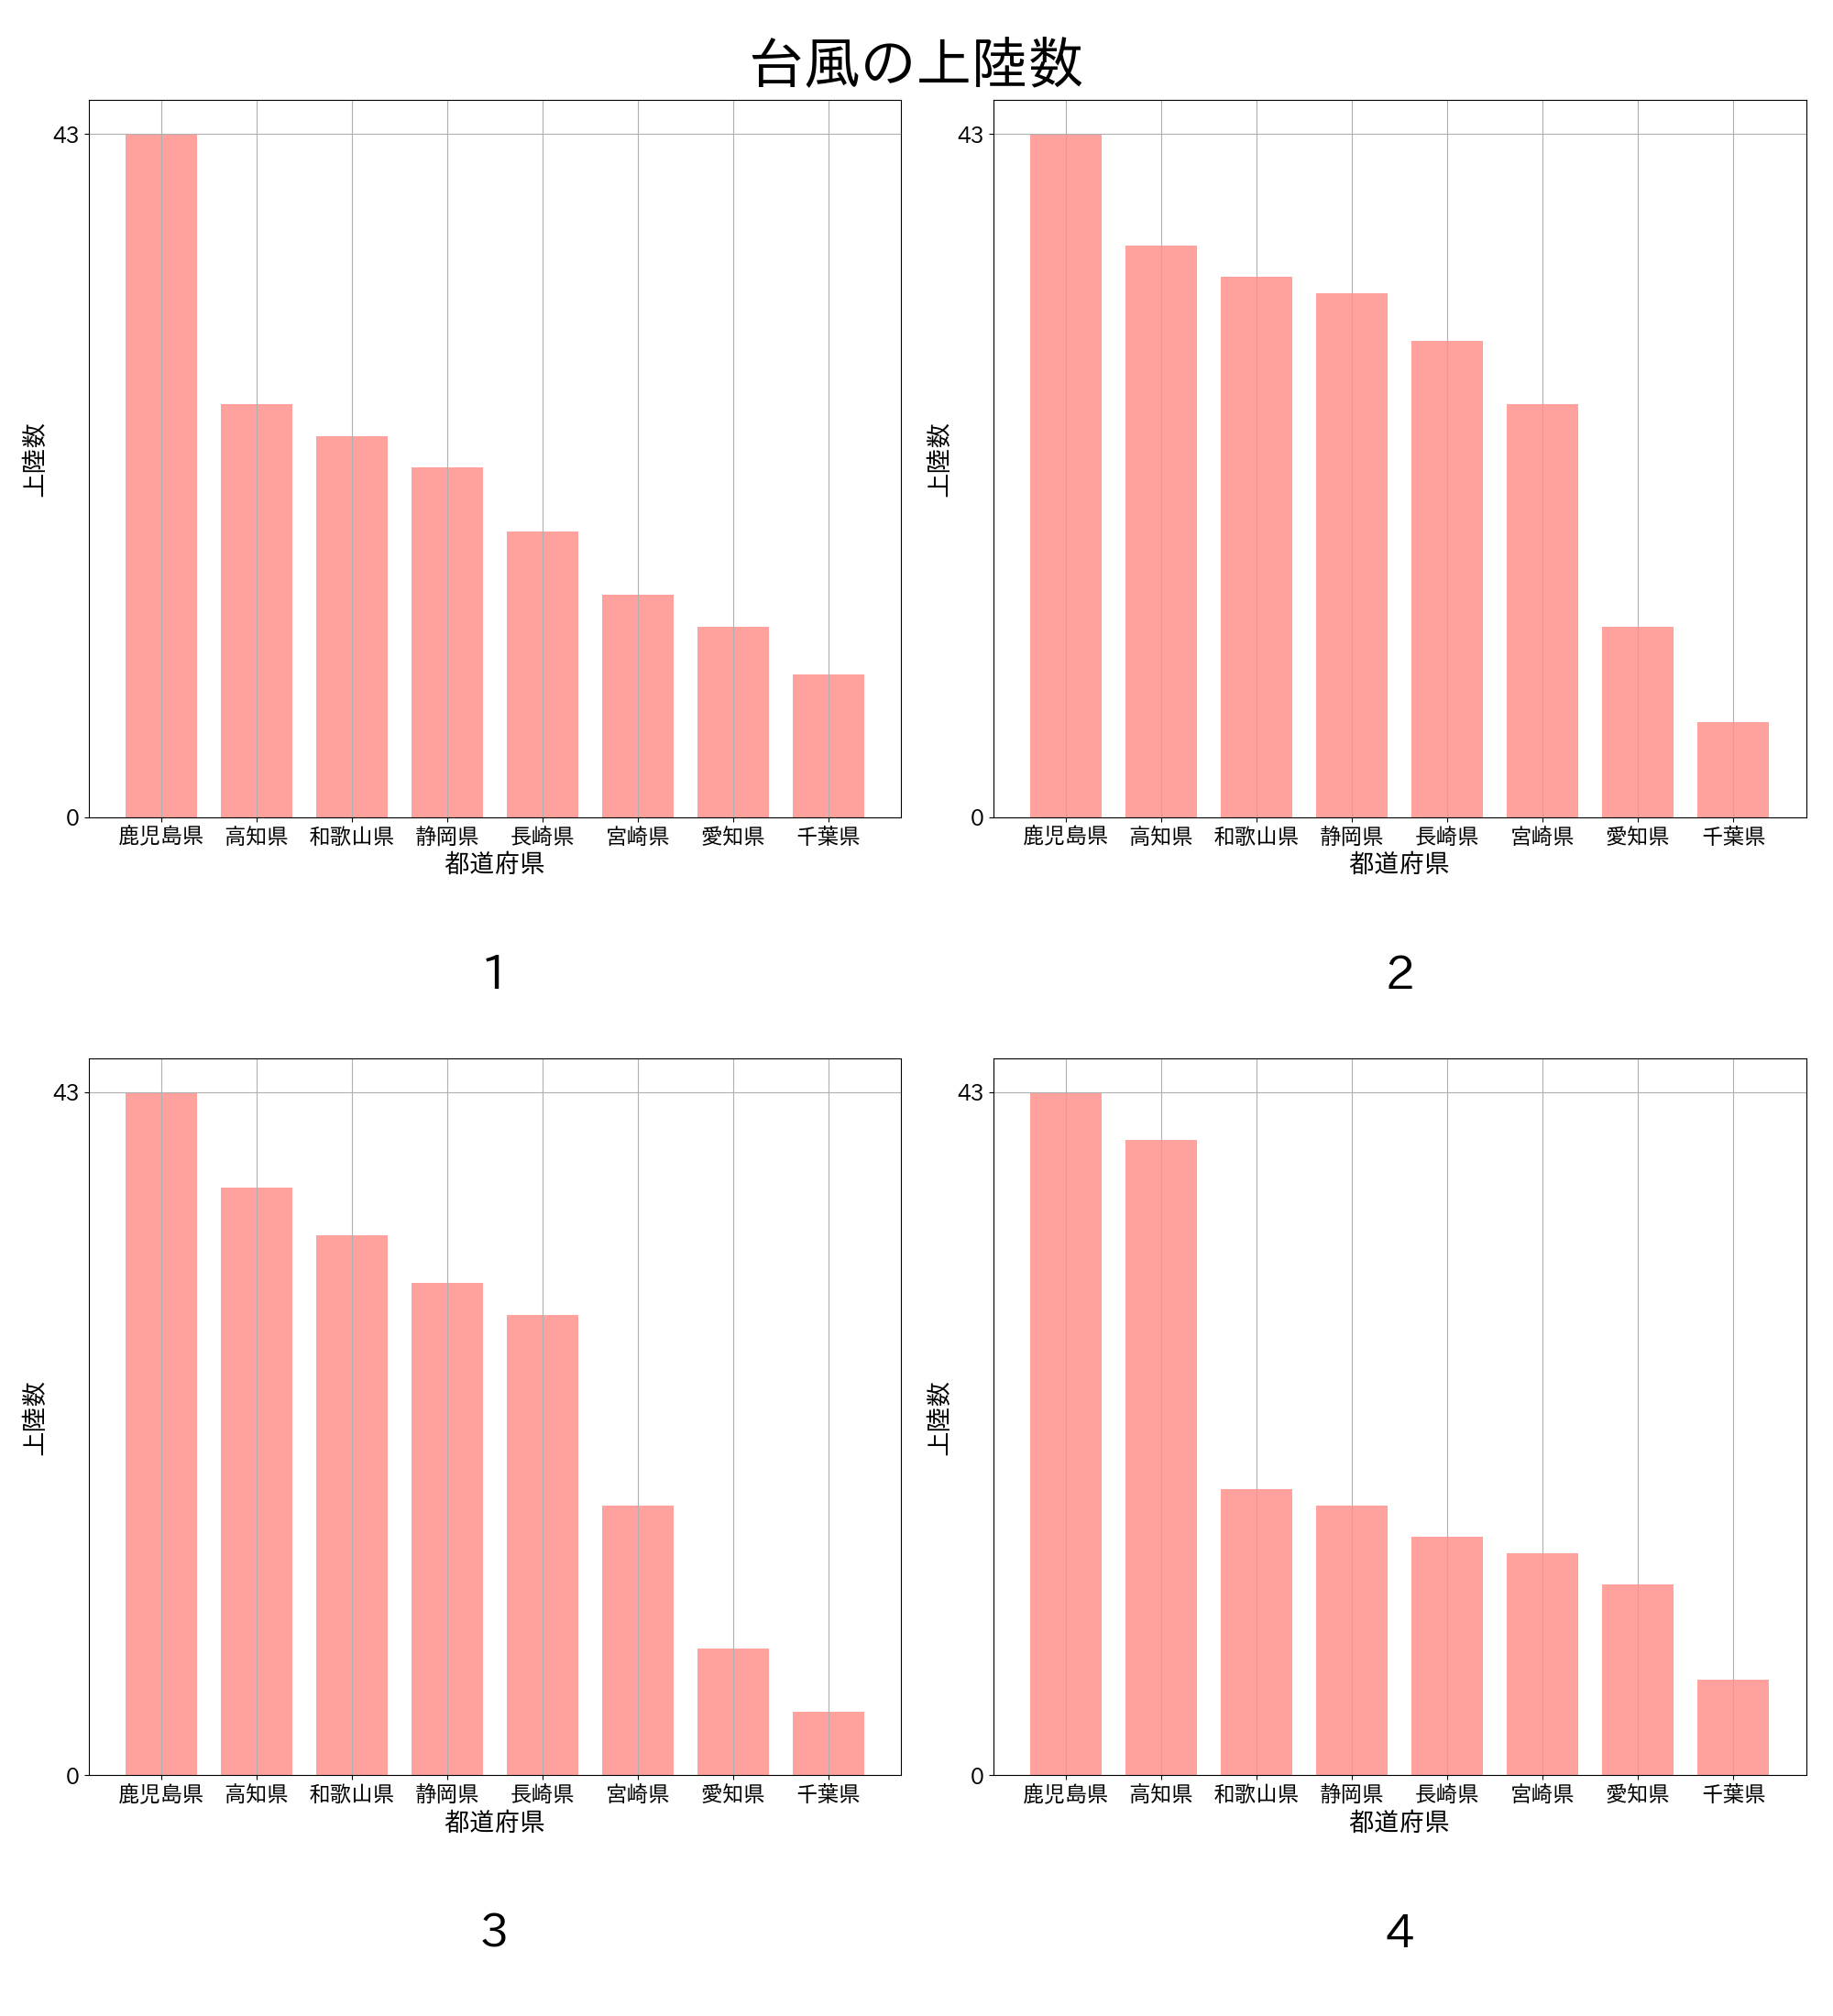 台風の上陸数
43
0
上陸数
鹿児島県 高知県 和歌山県 静岡県 長崎県 宮崎県 愛知県 千葉県
都道府県
1
43
0
上陸数
鹿児島県 高知県 和歌山県 静岡県 長崎県 宮崎県 愛知県 千葉県
都道府県
2
43
0
上陸数
鹿児島県 高知県 和歌山県 静岡県 長崎県 宮崎県 愛知県 千葉県
都道府県
3
43
0
上陸数
鹿児島県 高知県 和歌山県 静岡県 長崎県 宮崎県 愛知県 千葉県
都道府県
4